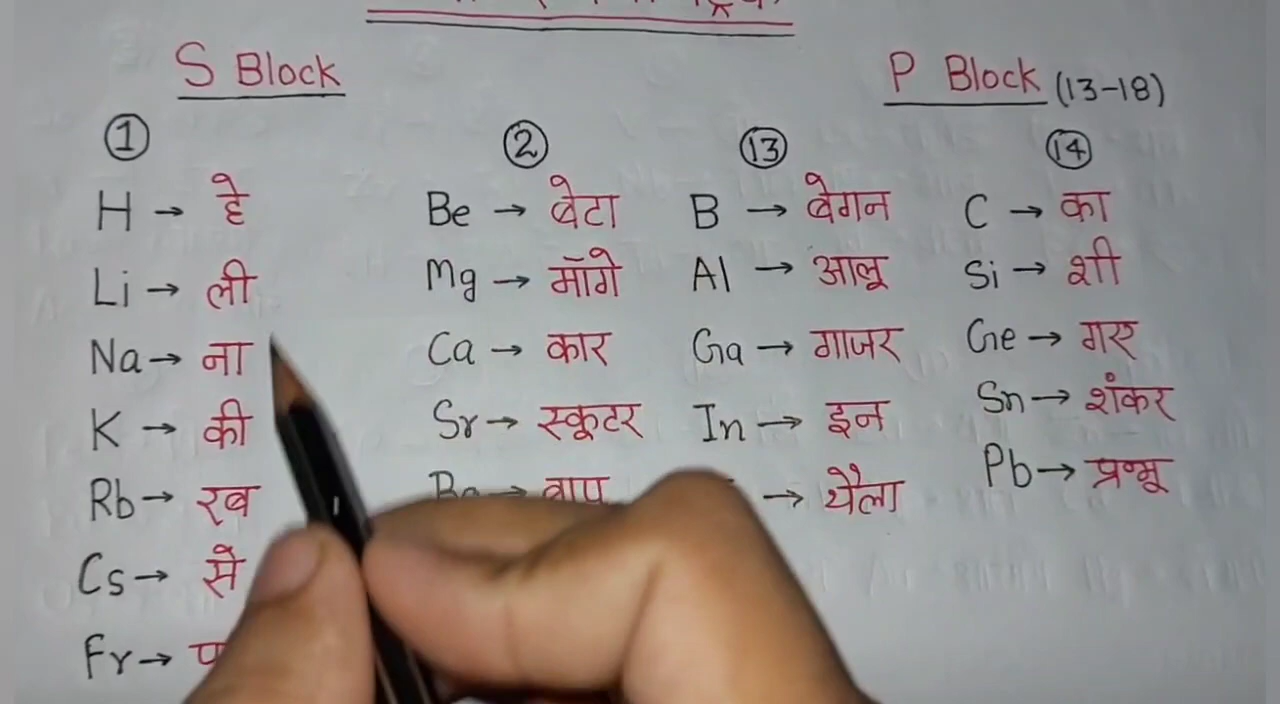 S Block
P Block (13-18)
1 2 13 14
H → हे Be → बेटा B → बेगन C → का
Li → ली Mg → माँगे Al → आलू Si → शी
Na → ना Ca → कार Ga → गाजर Ge → गए
K → की Sr → स्कूटर In → इन Sn → शंकर
Rb → रब Ba → बाप → थैला Pb → प्रभू
Cs → से
Fr →